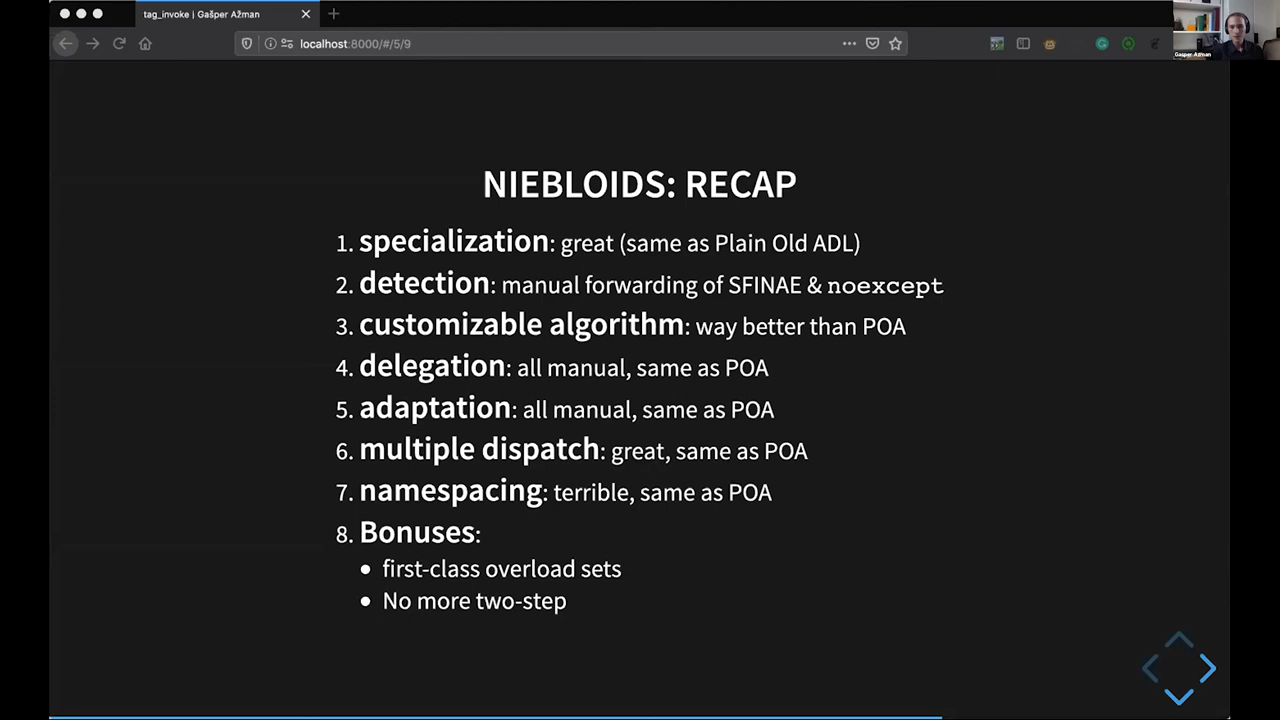 tag_invoke | Gašper Ažman
localhost:8000/#/5/9
Gašper Ažman
NIEBLOIDS: RECAP
1. specialization: great (same as Plain Old ADL)
2. detection: manual forwarding of SFINAE & noexcept
3. customizable algorithm: way better than POA
4. delegation: all manual, same as POA
5. adaptation: all manual, same as POA
6. multiple dispatch: great, same as POA
7. namespacing: terrible, same as POA
8. Bonuses:
• first-class overload sets
• No more two-step